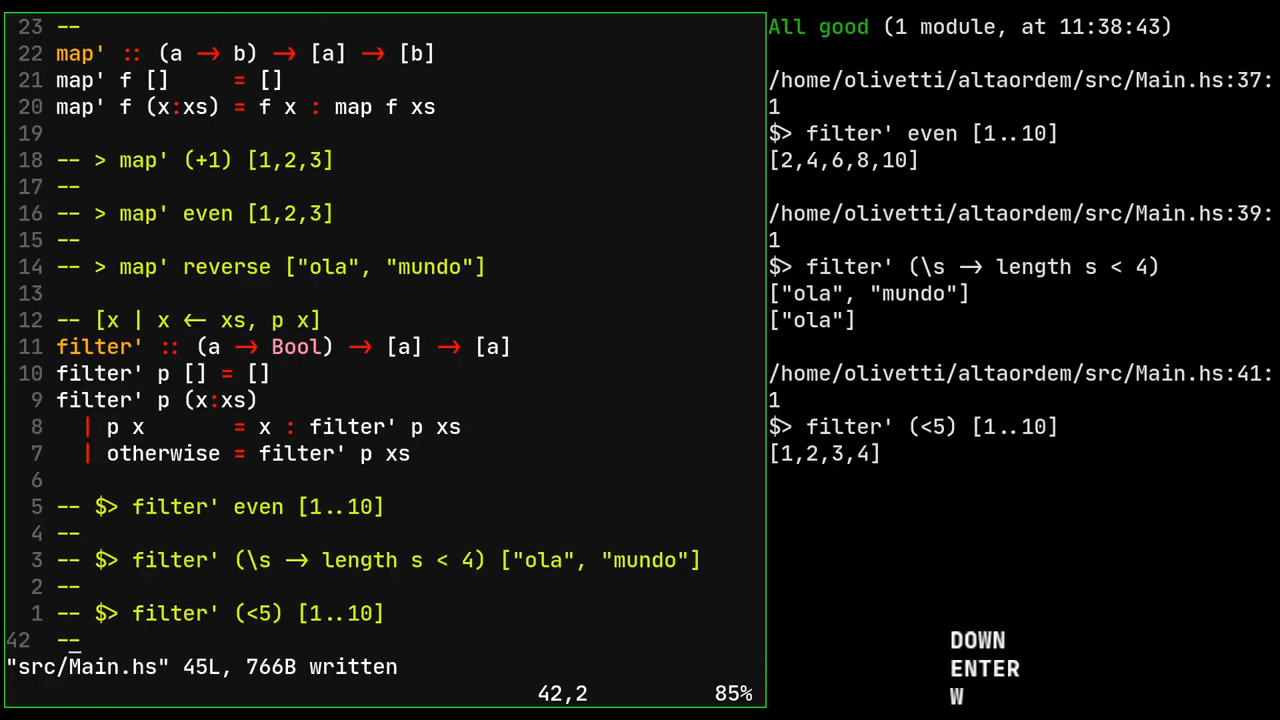 23 --
22 map' :: (a -> b) -> [a] -> [b]
21 map' f []     = []
20 map' f (x:xs) = f x : map f xs
19
18 -- > map' (+1) [1,2,3]
17 --
16 -- > map' even [1,2,3]
15 --
14 -- > map' reverse ["ola", "mundo"]
13
12 -- [x | x <- xs, p x]
11 filter' :: (a -> Bool) -> [a] -> [a]
10 filter' p [] = []
9 filter' p (x:xs)
8   | p x       = x : filter' p xs
7   | otherwise = filter' p xs
6
5 -- $> filter' even [1..10]
4 --
3 -- $> filter' (\s -> length s < 4) ["ola", "mundo"]
2 --
1 -- $> filter' (<5) [1..10]
42 --
"src/Main.hs" 45L, 766B written
42,2 85%
All good (1 module, at 11:38:43)
/home/olivetti/altaordem/src/Main.hs:37:
1
$> filter' even [1..10]
[2,4,6,8,10]
/home/olivetti/altaordem/src/Main.hs:39:
1
$> filter' (\s -> length s < 4)
["ola", "mundo"]
["ola"]
/home/olivetti/altaordem/src/Main.hs:41:
1
$> filter' (<5) [1..10]
[1,2,3,4]
DOWN
ENTER
W